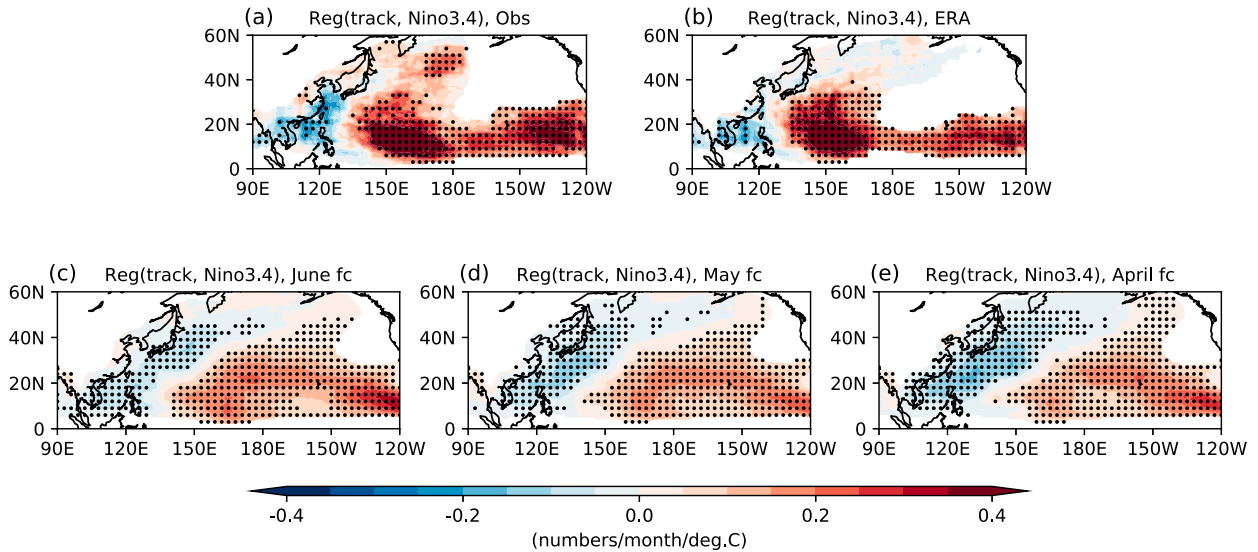 (a) Reg(track, Nino3.4), Obs
60N
40N
20N
0
90E 120E 150E 180E 150W 120W
(b) Reg(track, Nino3.4), ERA
60N
40N
20N
0
90E 120E 150E 180E 150W 120W
(c) Reg(track, Nino3.4), June fc
60N
40N
20N
0
90E 120E 150E 180E 150W 120W
(d) Reg(track, Nino3.4), May fc
60N
40N
20N
0
90E 120E 150E 180E 150W 120W
(e) Reg(track, Nino3.4), April fc
60N
40N
20N
0
90E 120E 150E 180E 150W 120W
-0.4 -0.2 0.0 0.2 0.4
(numbers/month/deg.C)